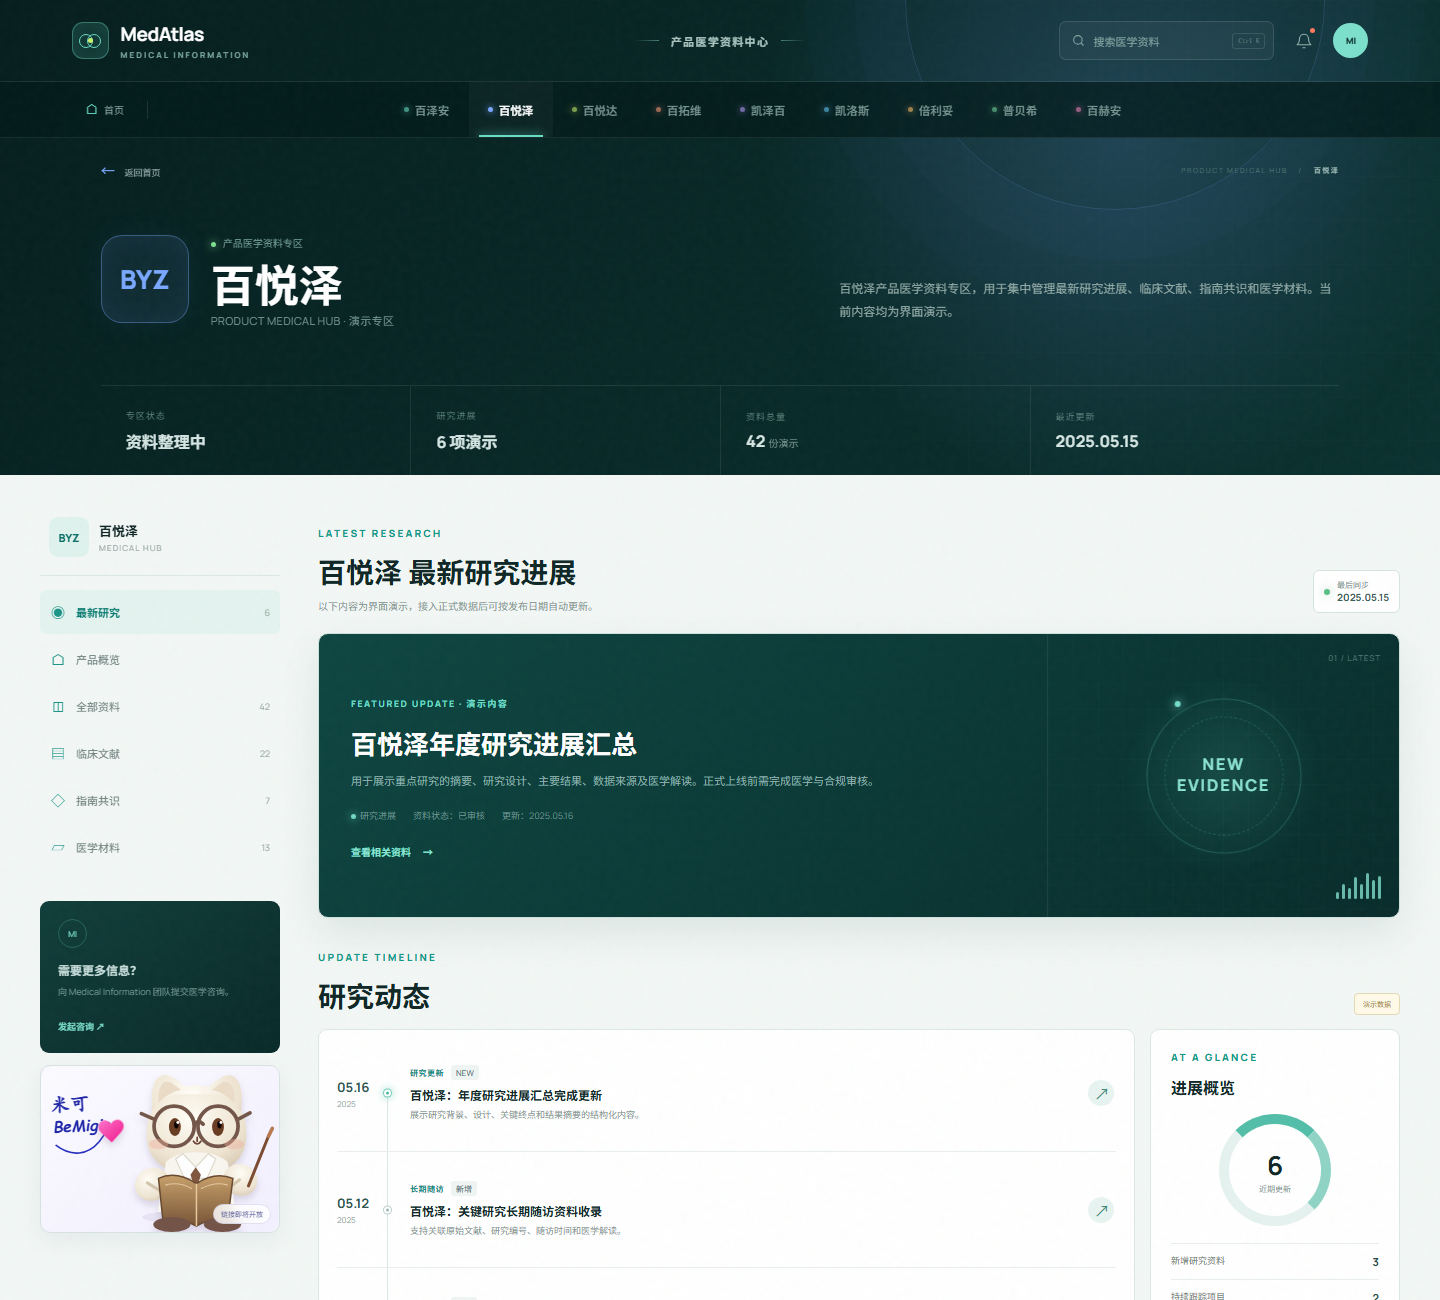 MedAtlas
MEDICAL INFORMATION
产品医学资料中心
搜索医学资料
Ctrl K
MI
首页
百泽安
百悦泽
百悦达
百拓维
凯泽百
凯洛斯
倍利妥
普贝希
百赫安
返回首页
PRODUCT MEDICAL HUB / 百悦泽
BYZ
产品医学资料专区
百悦泽
PRODUCT MEDICAL HUB · 演示专区
百悦泽产品医学资料专区，用于集中管理最新研究进展、临床文献、指南共识和医学材料。当
前内容均为界面演示。
专区状态
资料整理中
研究进展
6 项演示
资料总量
42 份演示
最近更新
2025.05.15
BYZ
百悦泽
MEDICAL HUB
最新研究 6
产品概览
全部资料 42
临床文献 22
指南共识 7
医学材料 13
MI
需要更多信息？
向 Medical Information 团队提交医学咨询。
发起咨询 ↗
米可
BeMig
链接即将开放
LATEST RESEARCH
百悦泽 最新研究进展
以下内容为界面演示，接入正式数据后可按发布日期自动更新。
最后同步
2025.05.15
FEATURED UPDATE · 演示内容
百悦泽年度研究进展汇总
用于展示重点研究的摘要、研究设计、主要结果、数据来源及医学解读。正式上线前需完成医学与合规审核。
研究进展 资料状态：已审核 更新：2025.05.16
查看相关资料 →
01 / LATEST
NEW
EVIDENCE
UPDATE TIMELINE
研究动态
演示数据
05.16
2025
研究更新 NEW
百悦泽：年度研究进展汇总完成更新
展示研究背景、设计、关键终点和结果摘要的结构化内容。
05.12
2025
长期随访 新增
百悦泽：关键研究长期随访资料收录
支持关联原始文献、研究编号、随访时间和医学解读。
AT A GLANCE
进展概览
6
近期更新
新增研究资料 3
持续跟踪项目 2